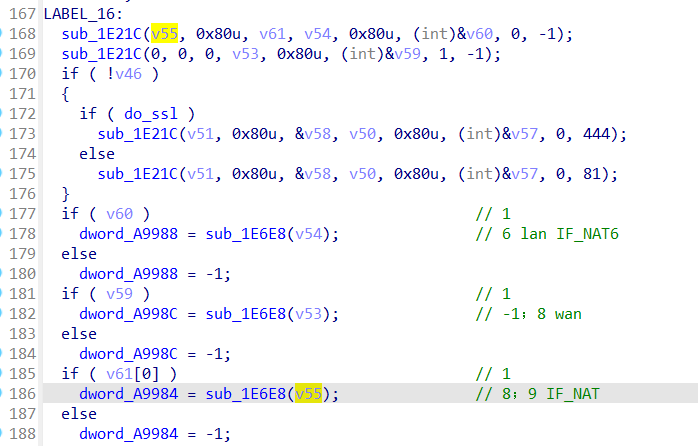 167 LABEL_16:
168 sub_1E21C(v55, 0x80u, v61, v54, 0x80u, (int)&v60, 0, -1);
169 sub_1E21C(0, 0, 0, v53, 0x80u, (int)&v59, 1, -1);
170 if ( !v46 )
171 {
172 if ( do_ssl )
173 sub_1E21C(v51, 0x80u, &v58, v50, 0x80u, (int)&v57, 0, 444);
174 else
175 sub_1E21C(v51, 0x80u, &v58, v50, 0x80u, (int)&v57, 0, 81);
176 }
177 if ( v60 ) // 1
178 dword_A9988 = sub_1E6E8(v54); // 6 lan IF_NAT6
179 else
180 dword_A9988 = -1;
181 if ( v59 ) // 1
182 dword_A998C = sub_1E6E8(v53); // -1；8 wan
183 else
184 dword_A998C = -1;
185 if ( v61[0] ) // 1
186 dword_A9984 = sub_1E6E8(v55); // 8；9 IF_NAT
187 else
188 dword_A9984 = -1;